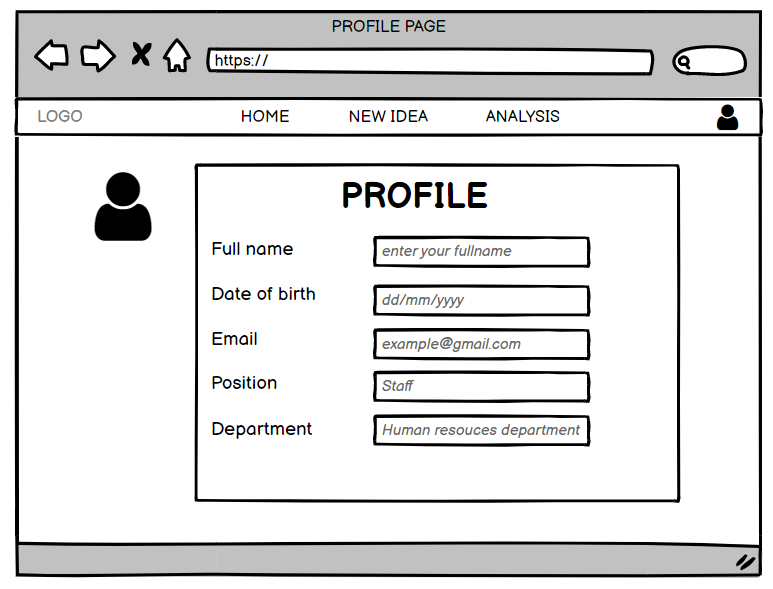 PROFILE PAGE
https://
LOGO HOME NEW IDEA ANALYSIS
PROFILE
Full name enter your fullname
Date of birth dd/mm/yyyy
Email example@gmail.com
Position Staff
Department Human resouces department